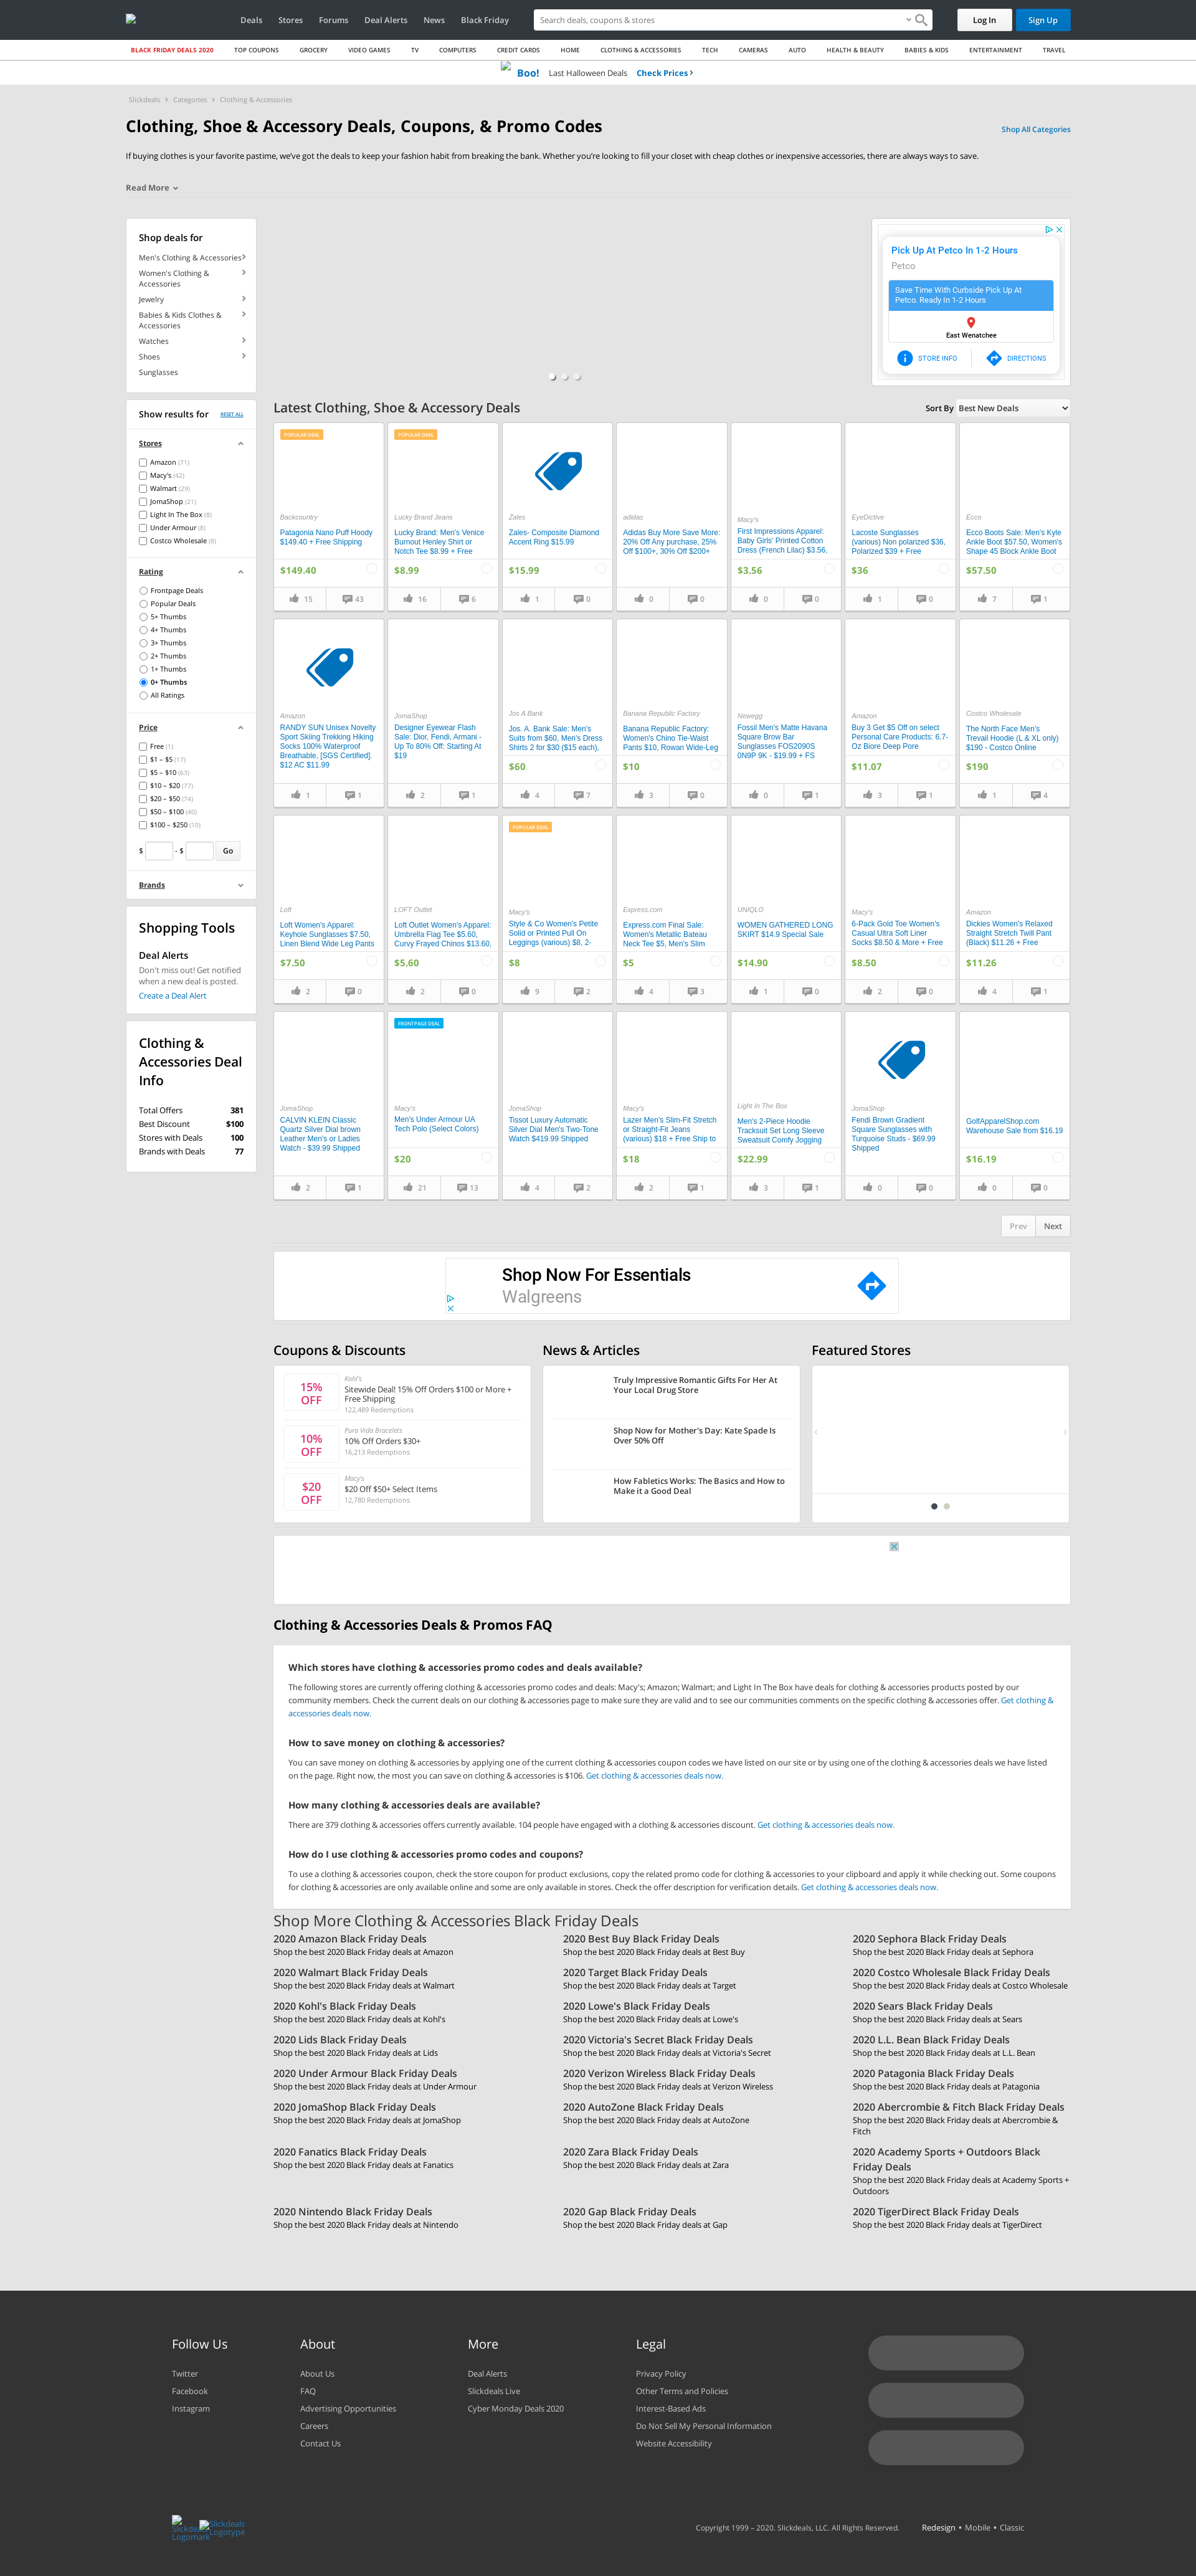 Deals Stores Forums Deal Alerts News Black Friday
Search deals, coupons & stores
Log In
Sign Up
BLACK FRIDAY DEALS 2020 TOP COUPONS GROCERY VIDEO GAMES TV COMPUTERS CREDIT CARDS HOME CLOTHING & ACCESSORIES TECH CAMERAS AUTO HEALTH & BEAUTY BABIES & KIDS ENTERTAINMENT TRAVEL
Boo! Last Halloween Deals Check Prices
Slickdeals Categories Clothing & Accessories
Clothing, Shoe & Accessory Deals, Coupons, & Promo Codes
Shop All Categories
If buying clothes is your favorite pastime, we've got the deals to keep your fashion habit from breaking the bank. Whether you're looking to fill your closet with cheap clothes or inexpensive accessories, there are always ways to save.
Read More
Shop deals for
Men's Clothing & Accessories
Women's Clothing &
Accessories
Jewelry
Babies & Kids Clothes &
Accessories
Watches
Shoes
Sunglasses
Pick Up At Petco In 1-2 Hours
Petco
Save Time With Curbside Pick Up At
Petco. Ready In 1-2 Hours
East Wenatchee
STORE INFO
DIRECTIONS
Show results for RESET ALL
Stores
Amazon (71)
Macy's (42)
Walmart (29)
JomaShop (21)
Light In The Box (8)
Under Armour (8)
Costco Wholesale (8)
Rating
Frontpage Deals
Popular Deals
5+ Thumbs
4+ Thumbs
3+ Thumbs
2+ Thumbs
1+ Thumbs
0+ Thumbs
All Ratings
Price
Free (1)
$1 – $5 (17)
$5 – $10 (63)
$10 – $20 (77)
$20 – $50 (74)
$50 – $100 (40)
$100 – $250 (10)
$ - $ Go
Brands
Shopping Tools
Deal Alerts
Don't miss out! Get notified
when a new deal is posted.
Create a Deal Alert
Clothing &
Accessories Deal
Info
Total Offers 381
Best Discount $100
Stores with Deals 100
Brands with Deals 77
Latest Clothing, Shoe & Accessory Deals
Sort By Best New Deals
POPULAR DEAL
Backcountry
Patagonia Nano Puff Hoody
$149.40 + Free Shipping
$149.40
15 43
POPULAR DEAL
Lucky Brand Jeans
Lucky Brand: Men's Venice
Burnout Henley Shirt or
Notch Tee $8.99 + Free
$8.99
16 6
Zales
Zales- Composite Diamond
Accent Ring $15.99
$15.99
1 0
adidas
Adidas Buy More Save More:
20% Off Any purchase, 25%
Off $100+, 30% Off $200+
0 0
Macy's
First Impressions Apparel:
Baby Girls' Printed Cotton
Dress (French Lilac) $3.56,
$3.56
0 0
EyeDictive
Lacoste Sunglasses
(various) Non polarized $36,
Polarized $39 + Free
$36
1 0
Ecco
Ecco Boots Sale: Men's Kyle
Ankle Boot $57.50, Women's
Shape 45 Block Ankle Boot
$57.50
7 1
Amazon
RANDY SUN Unisex Novelty
Sport Skiing Trekking Hiking
Socks 100% Waterproof
Breathable, [SGS Certified].
$12 AC $11.99
1 1
JomaShop
Designer Eyewear Flash
Sale: Dior, Fendi, Armani -
Up To 80% Off: Starting At
$19
2 1
Jos A Bank
Jos. A. Bank Sale: Men's
Suits from $60, Men's Dress
Shirts 2 for $30 ($15 each),
$60
4 7
Banana Republic Factory
Banana Republic Factory:
Women's Chino Tie-Waist
Pants $10, Rowan Wide-Leg
$10
3 0
Newegg
Fossil Men's Matte Havana
Square Brow Bar
Sunglasses FOS2090S
0N9P 9K - $19.99 + FS
0 1
Amazon
Buy 3 Get $5 Off on select
Personal Care Products: 6.7-
Oz Biore Deep Pore
$11.07
3 1
Costco Wholesale
The North Face Men's
Trevail Hoodie (L & XL only)
$190 - Costco Online
$190
1 4
Loft
Loft Women's Apparel:
Keyhole Sunglasses $7.50,
Linen Blend Wide Leg Pants
$7.50
2 0
LOFT Outlet
Loft Outlet Women's Apparel:
Umbrella Flag Tee $5.60,
Curvy Frayed Chinos $13.60,
$5.60
2 0
POPULAR DEAL
Macy's
Style & Co Women's Petite
Solid or Printed Pull On
Leggings (various) $8, 2-
$8
9 2
Express.com
Express.com Final Sale:
Women's Metallic Bateau
Neck Tee $5, Men's Slim
$5
4 3
UNIQLO
WOMEN GATHERED LONG
SKIRT $14.9 Special Sale
$14.90
1 0
Macy's
6-Pack Gold Toe Women's
Casual Ultra Soft Liner
Socks $8.50 & More + Free
$8.50
2 0
Amazon
Dickies Women's Relaxed
Straight Stretch Twill Pant
(Black) $11.26 + Free
$11.26
4 1
JomaShop
CALVIN KLEIN Classic
Quartz Silver Dial brown
Leather Men's or Ladies
Watch - $39.99 Shipped
2 1
FRONTPAGE DEAL
Macy's
Men's Under Armour UA
Tech Polo (Select Colors)
$20
21 13
JomaShop
Tissot Luxury Automatic
Silver Dial Men's Two-Tone
Watch $419.99 Shipped
4 2
Macy's
Lazer Men's Slim-Fit Stretch
or Straight-Fit Jeans
(various) $18 + Free Ship to
$18
2 1
Light In The Box
Men's 2-Piece Hoodie
Tracksuit Set Long Sleeve
Sweatsuit Comfy Jogging
$22.99
3 1
JomaShop
Fendi Brown Gradient
Square Sunglasses with
Turquoise Studs - $69.99
Shipped
0 0
GolfApparelShop.com
Warehouse Sale from $16.19
$16.19
0 0
Prev Next
Shop Now For Essentials
Walgreens
Coupons & Discounts
15%
OFF
Kohl's
Sitewide Deal! 15% Off Orders $100 or More +
Free Shipping
122,489 Redemptions
10%
OFF
Pura Vida Bracelets
10% Off Orders $30+
16,213 Redemptions
$20
OFF
Macy's
$20 Off $50+ Select Items
12,780 Redemptions
News & Articles
Truly Impressive Romantic Gifts For Her At
Your Local Drug Store
Shop Now for Mother's Day: Kate Spade Is
Over 50% Off
How Fabletics Works: The Basics and How to
Make it a Good Deal
Featured Stores
Clothing & Accessories Deals & Promos FAQ
Which stores have clothing & accessories promo codes and deals available?
The following stores are currently offering clothing & accessories promo codes and deals: Macy's; Amazon; Walmart; and Light In The Box have deals for clothing & accessories products posted by our
community members. Check the current deals on our clothing & accessories page to make sure they are valid and to see our communities comments on the specific clothing & accessories offer. Get clothing &
accessories deals now.
How to save money on clothing & accessories?
You can save money on clothing & accessories by applying one of the current clothing & accessories coupon codes we have listed on our site or by using one of the clothing & accessories deals we have listed
on the page. Right now, the most you can save on clothing & accessories is $106. Get clothing & accessories deals now.
How many clothing & accessories deals are available?
There are 379 clothing & accessories offers currently available. 104 people have engaged with a clothing & accessories discount. Get clothing & accessories deals now.
How do I use clothing & accessories promo codes and coupons?
To use a clothing & accessories coupon, check the store coupon for product exclusions, copy the related promo code for clothing & accessories to your clipboard and apply it while checking out. Some coupons
for clothing & accessories are only available online and some are only available in stores. Check the offer description for verification details. Get clothing & accessories deals now.
Shop More Clothing & Accessories Black Friday Deals
2020 Amazon Black Friday Deals
Shop the best 2020 Black Friday deals at Amazon
2020 Best Buy Black Friday Deals
Shop the best 2020 Black Friday deals at Best Buy
2020 Sephora Black Friday Deals
Shop the best 2020 Black Friday deals at Sephora
2020 Walmart Black Friday Deals
Shop the best 2020 Black Friday deals at Walmart
2020 Target Black Friday Deals
Shop the best 2020 Black Friday deals at Target
2020 Costco Wholesale Black Friday Deals
Shop the best 2020 Black Friday deals at Costco Wholesale
2020 Kohl's Black Friday Deals
Shop the best 2020 Black Friday deals at Kohl's
2020 Lowe's Black Friday Deals
Shop the best 2020 Black Friday deals at Lowe's
2020 Sears Black Friday Deals
Shop the best 2020 Black Friday deals at Sears
2020 Lids Black Friday Deals
Shop the best 2020 Black Friday deals at Lids
2020 Victoria's Secret Black Friday Deals
Shop the best 2020 Black Friday deals at Victoria's Secret
2020 L.L. Bean Black Friday Deals
Shop the best 2020 Black Friday deals at L.L. Bean
2020 Under Armour Black Friday Deals
Shop the best 2020 Black Friday deals at Under Armour
2020 Verizon Wireless Black Friday Deals
Shop the best 2020 Black Friday deals at Verizon Wireless
2020 Patagonia Black Friday Deals
Shop the best 2020 Black Friday deals at Patagonia
2020 JomaShop Black Friday Deals
Shop the best 2020 Black Friday deals at JomaShop
2020 AutoZone Black Friday Deals
Shop the best 2020 Black Friday deals at AutoZone
2020 Abercrombie & Fitch Black Friday Deals
Shop the best 2020 Black Friday deals at Abercrombie &
Fitch
2020 Fanatics Black Friday Deals
Shop the best 2020 Black Friday deals at Fanatics
2020 Zara Black Friday Deals
Shop the best 2020 Black Friday deals at Zara
2020 Academy Sports + Outdoors Black
Friday Deals
Shop the best 2020 Black Friday deals at Academy Sports +
Outdoors
2020 Nintendo Black Friday Deals
Shop the best 2020 Black Friday deals at Nintendo
2020 Gap Black Friday Deals
Shop the best 2020 Black Friday deals at Gap
2020 TigerDirect Black Friday Deals
Shop the best 2020 Black Friday deals at TigerDirect
Follow Us
Twitter
Facebook
Instagram
About
About Us
FAQ
Advertising Opportunities
Careers
Contact Us
More
Deal Alerts
Slickdeals Live
Cyber Monday Deals 2020
Legal
Privacy Policy
Other Terms and Policies
Interest-Based Ads
Do Not Sell My Personal Information
Website Accessibility
Slickdeals
Logomark
Slickdeals
Logotype
Copyright 1999 – 2020. Slickdeals, LLC. All Rights Reserved. Redesign • Mobile • Classic